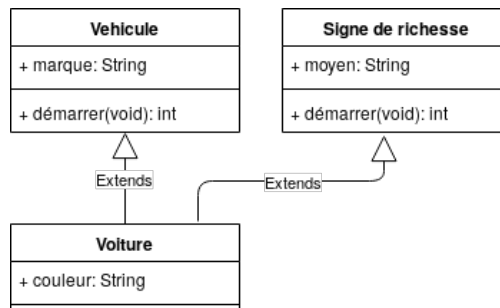 Vehicule
+ marque: String
+ démarrer(void): int
Signe de richesse
+ moyen: String
+ démarrer(void): int
Extends
Extends
Voiture
+ couleur: String